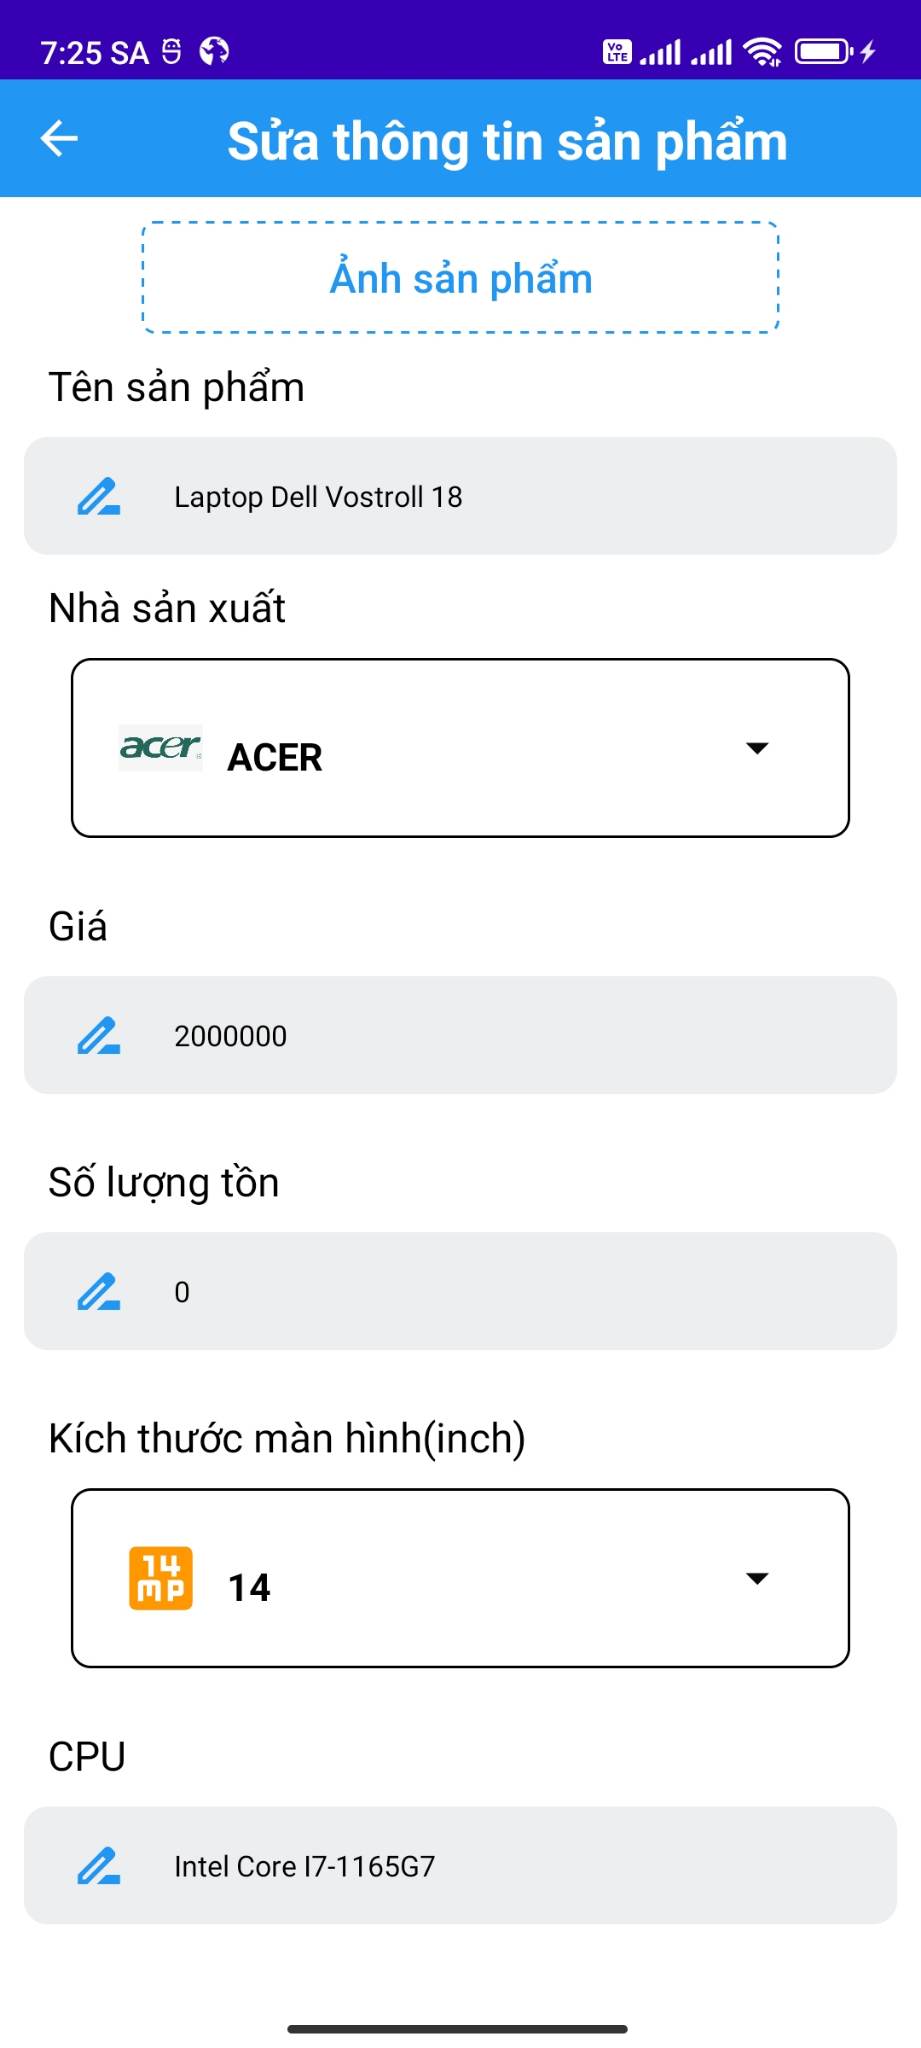 7:25 SA
Vo
LTE
Sửa thông tin sản phẩm
Ảnh sản phẩm
Tên sản phẩm
Laptop Dell Vostroll 18
Nhà sản xuất
acer ACER
Giá
2000000
Số lượng tồn
0
Kích thước màn hình(inch)
14
MP
14
CPU
Intel Core I7-1165G7